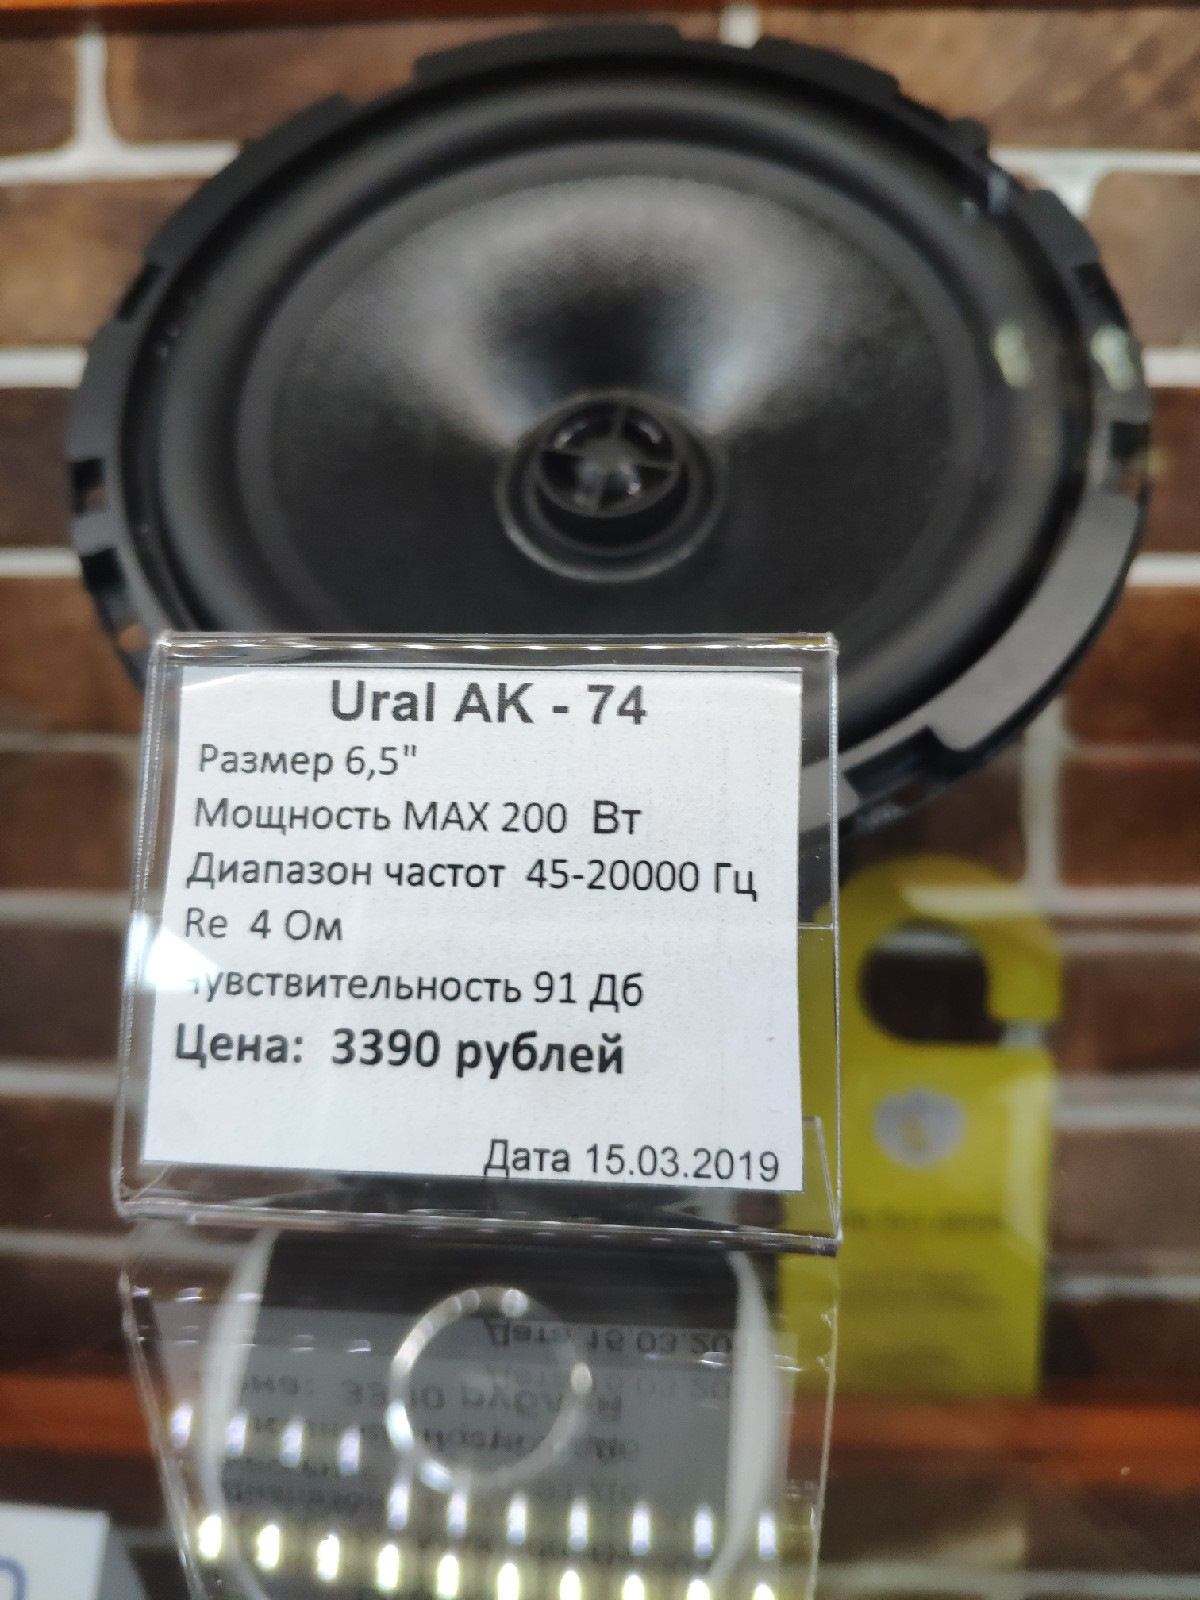 Ural AK - 74
Размер 6,5"
Мощность MAX 200 Вт
Диапазон частот 45-20000 Гц
Re 4 Ом
чувствительность 91 Дб
Цена: 3390 рублей
Дата 15.03.2019